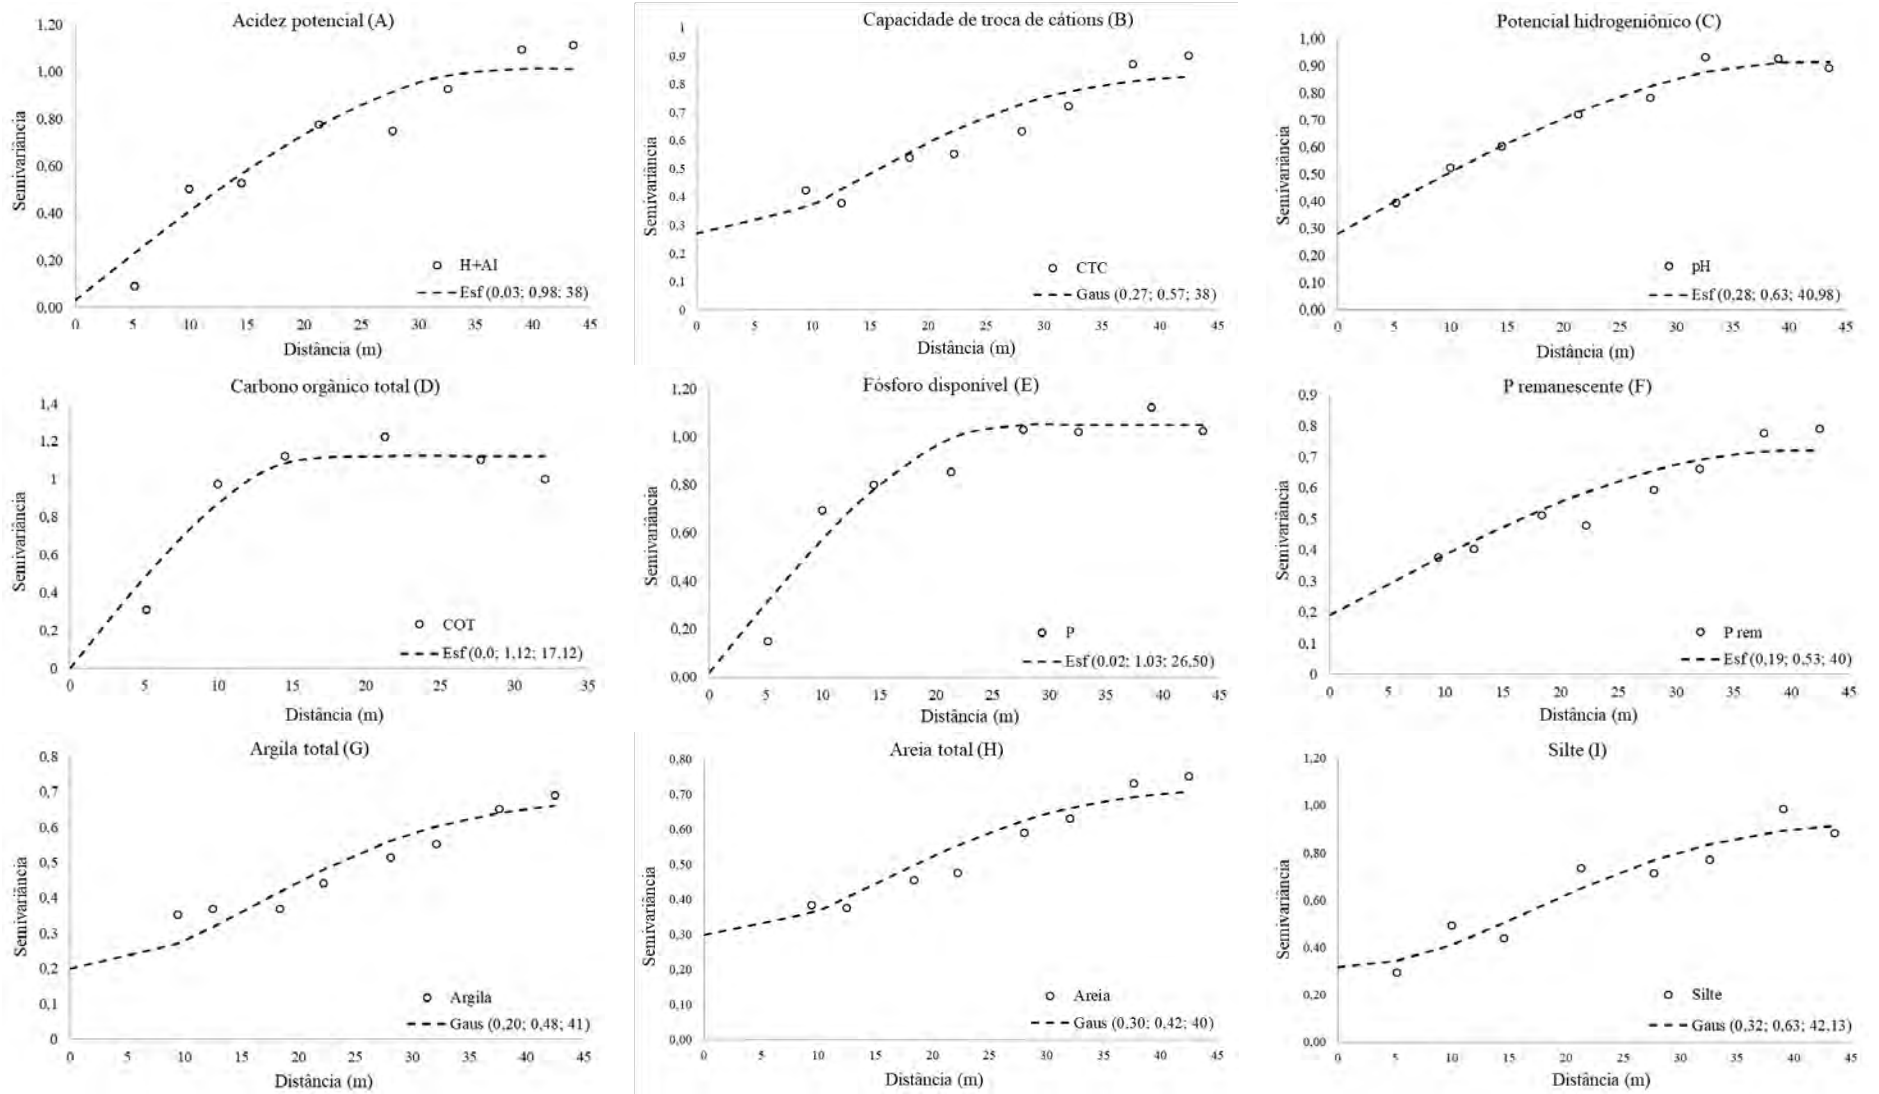 Acidez potencial (A)
1,20
1,00
0,80
0,60
0,40
0,20
0,00
Semivariância
H+Al
Esf (0,03; 0,98; 38)
0 5 10 15 20 25 30 35 40 45
Distância (m)
Capacidade de troca de cátions (B)
1
0,9
0,8
0,7
0,6
0,5
0,4
0,3
0,2
0,1
0
Semivariância
CTC
Gaus (0,27; 0,57; 38)
0 5 10 15 20 25 30 35 40 45
Distância (m)
Potencial hidrogeniônico (C)
1,00
0,90
0,80
0,70
0,60
0,50
0,40
0,30
0,20
0,10
0,00
Semivariância
pH
Esf (0,28; 0,63; 40,98)
0 5 10 15 20 25 30 35 40 45
Distância (m)
Carbono orgânico total (D)
1,4
1,2
1
0,8
0,6
0,4
0,2
0
Semivariância
COT
Esf (0,0; 1,12; 17,12)
0 5 10 15 20 25 30 35
Distância (m)
Fósforo disponível (E)
1,20
1,00
0,80
0,60
0,40
0,20
0,00
Semivariância
P
Esf (0,02; 1,03; 26,50)
0 5 10 15 20 25 30 35 40 45
Distância (m)
P remanescente (F)
0,9
0,8
0,7
0,6
0,5
0,4
0,3
0,2
0,1
0
Semivariância
P rem
Esf (0,19; 0,53; 40)
0 5 10 15 20 25 30 35 40 45
Distância (m)
Argila total (G)
0,8
0,7
0,6
0,5
0,4
0,3
0,2
0,1
0
Semivariância
Argila
Gaus (0,20; 0,48; 41)
0 5 10 15 20 25 30 35 40 45
Distância (m)
Areia total (H)
0,80
0,70
0,60
0,50
0,40
0,30
0,20
0,10
0,00
Semivariância
Areia
Gaus (0,30; 0,42; 40)
0 5 10 15 20 25 30 35 40 45
Distância (m)
Silte (I)
1,20
1,00
0,80
0,60
0,40
0,20
0,00
Semivariância
Silte
Gaus (0,32; 0,63; 42,13)
0 5 10 15 20 25 30 35 40 45
Distância (m)